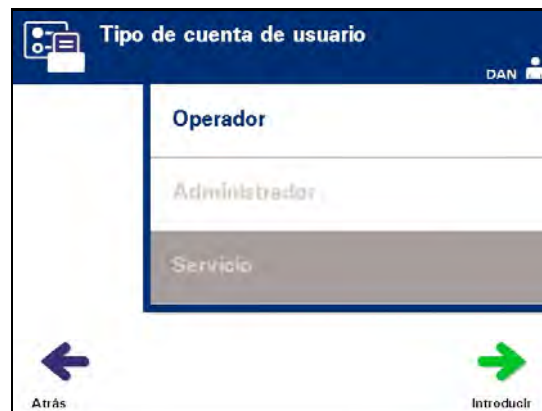 Tipo de cuenta de usuario
DAN
Operador
Administrador
Servicio
Atrás
Introducir